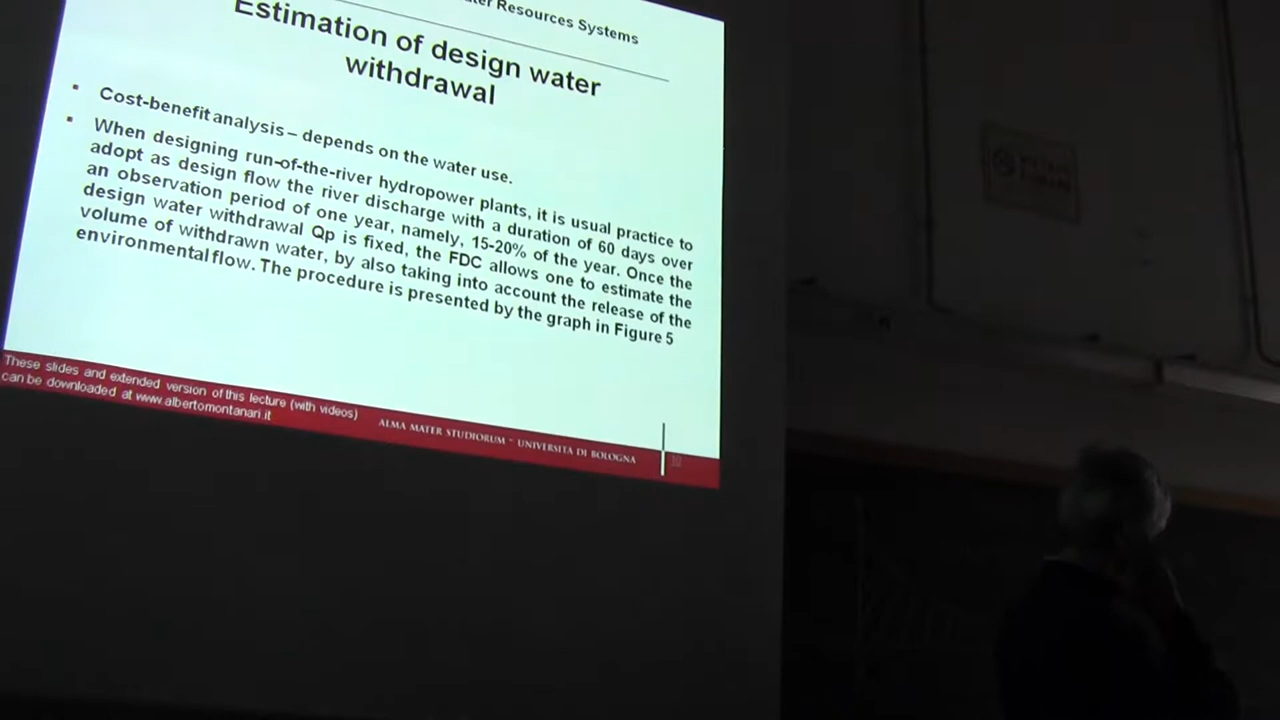 ter Resources Systems
Estimation of design water
withdrawal
▪ Cost-benefit analysis – depends on the water use.
▪ When designing run-of-the-river hydropower plants, it is usual practice to
adopt as design flow the river discharge with a duration of 60 days over
an observation period of one year, namely, 15-20% of the year. Once the
design water withdrawal Qp is fixed, the FDC allows one to estimate the
volume of withdrawn water, by also taking into account the release of the
environmental flow. The procedure is presented by the graph in Figure 5
These slides and extended version of this lecture (with videos)
can be downloaded at www.albertomontanari.it
ALMA MATER STUDIORUM ~ UNIVERSITÀ DI BOLOGNA